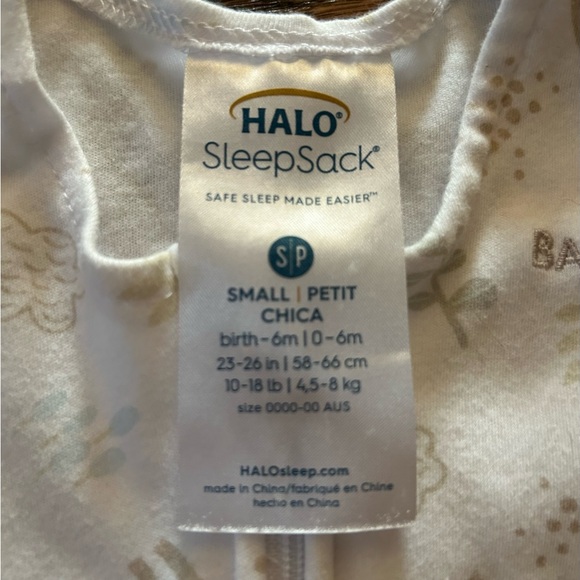 HALO®
SleepSack®
SAFE SLEEP MADE EASIER™
S|P
SMALL | PETIT
CHICA
birth-6m | 0-6m
23-26 in | 58-66 cm
10-18 lb | 4,5-8 kg
size 0000-00 AUS
HALOsleep.com
made in China/fabriqué en Chine
hecho en China
BA